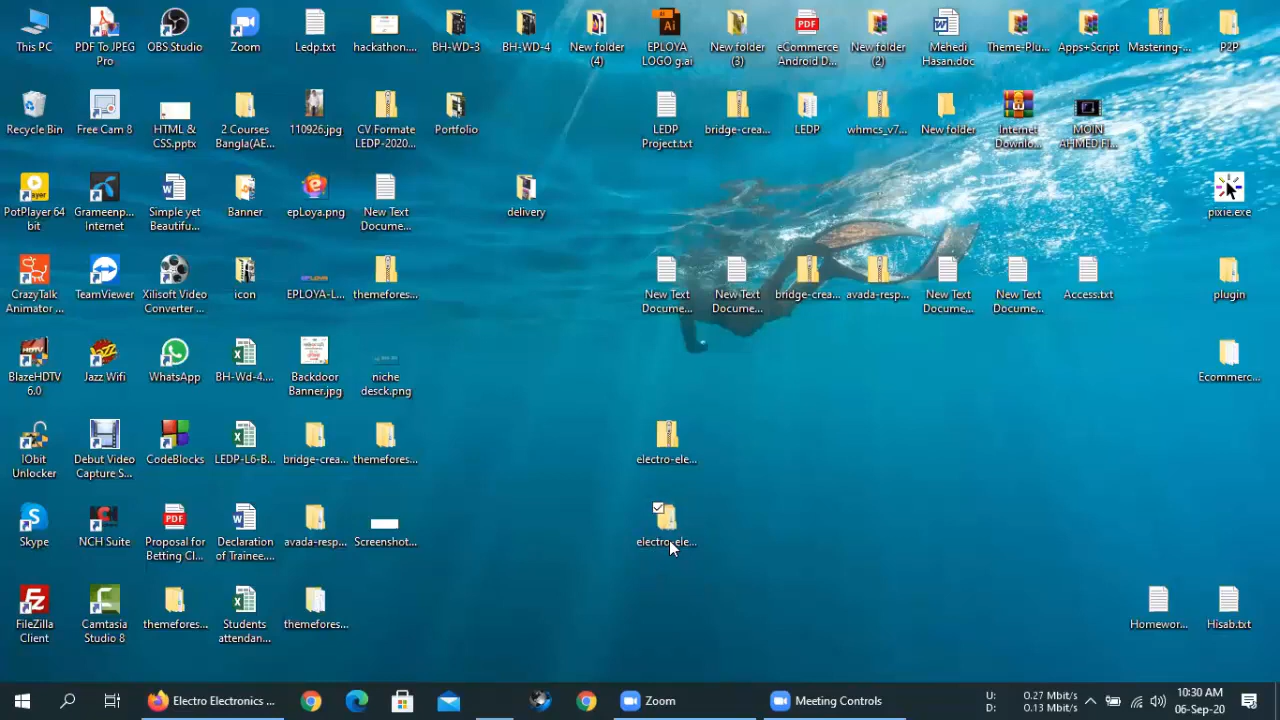 This PC
PDF To JPEG
Pro
OBS Studio
Zoom
Ledp.txt
hackathon....
BH-WD-3
BH-WD-4
New folder
(4)
EPLOYA
LOGO g.ai
New folder
(3)
eCommerce
Android D...
New folder
(2)
Mehedi
Hasan.doc
Theme-Plu...
Apps+Script
Mastering-...
P2P
Recycle Bin
Free Cam 8
HTML &
CSS.pptx
2 Courses
Bangla(AE...
110926.jpg
CV Formate
LEDP-2020...
Portfolio
LEDP
Project.txt
bridge-crea...
LEDP
whmcs_v7...
New folder
Internet
Downlo...
MOIN
AHMED.Fl...
PotPlayer 64
bit
Grameenp...
Internet
Simple yet
Beautifu...
Banner
epLoya.png
New Text
Docume...
delivery
pixie.exe
CrazyTalk
Animator ...
TeamViewer
Xilisoft Video
Converter ...
icon
EPLOYA-L...
themefores...
New Text
Docume...
New Text
Docume...
bridge-crea...
avada-resp...
New Text
Docume...
New Text
Docume...
Access.txt
plugin
BlazeHDTV
6.0
Jazz Wifi
WhatsApp
BH-Wd-4....
Backdoor
Banner.jpg
niche
desck.png
Ecommerc...
IObit
Unlocker
Debut Video
Capture S...
CodeBlocks
LEDP-L6-B...
bridge-crea...
themefores...
electro-ele...
Skype
NCH Suite
Proposal for
Betting Cl...
Declaration
of Trainee....
avada-resp...
Screenshot...
electro-ele...
FileZilla
Client
Camtasia
Studio 8
themefores...
Students
attendan...
themefores...
Homewor...
Hisab.txt
Electro Electronics ...
Zoom
Meeting Controls
U: 0.27 Mbit/s
D: 0.13 Mbit/s
10:30 AM
06-Sep-20